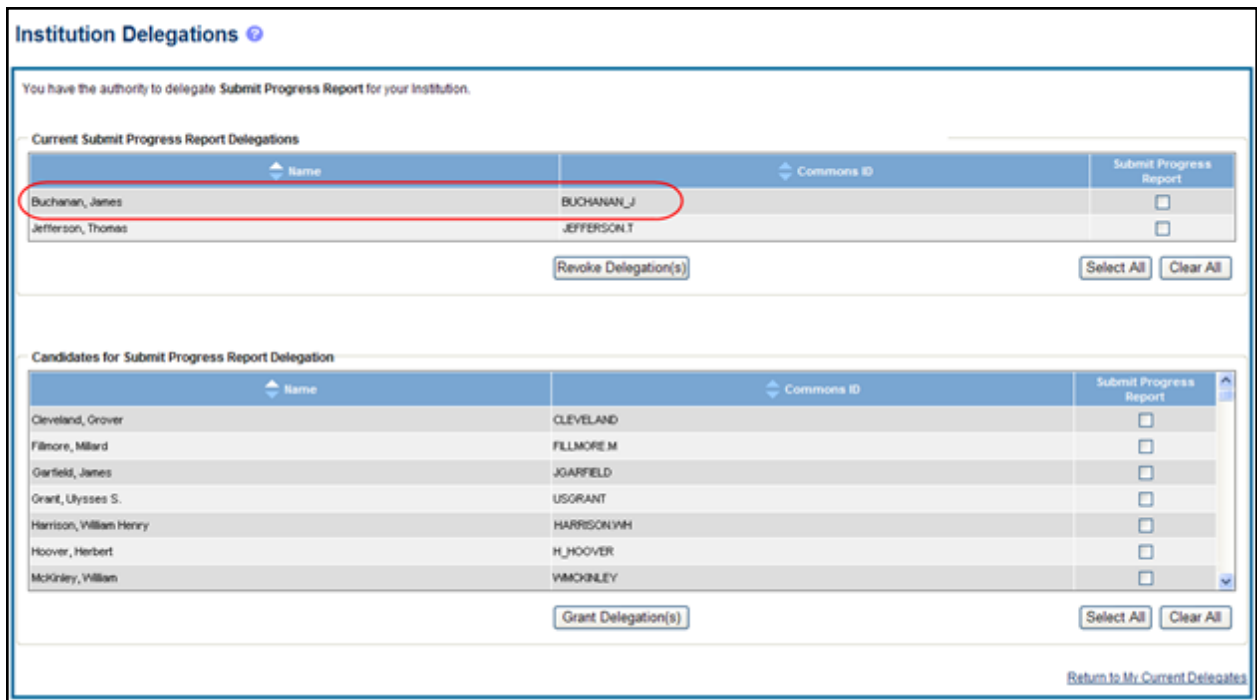 Institution Delegations ?
You have the authority to delegate Submit Progress Report for your Institution.
Current Submit Progress Report Delegations
Name Commons ID Submit Progress Report
Buchanan, James BUCHANAN_J
Jefferson, Thomas JEFFERSON.T
Revoke Delegation(s) Select All Clear All
Candidates for Submit Progress Report Delegation
Name Commons ID Submit Progress Report
Cleveland, Grover CLEVELAND
Fillmore, Millard FILLMORE.M
Garfield, James JGARFIELD
Grant, Ulysses S. USGRANT
Harrison, William Henry HARRISON.WH
Hoover, Herbert H_HOOVER
McKinley, William WMCKINLEY
Grant Delegation(s) Select All Clear All
Return to My Current Delegates